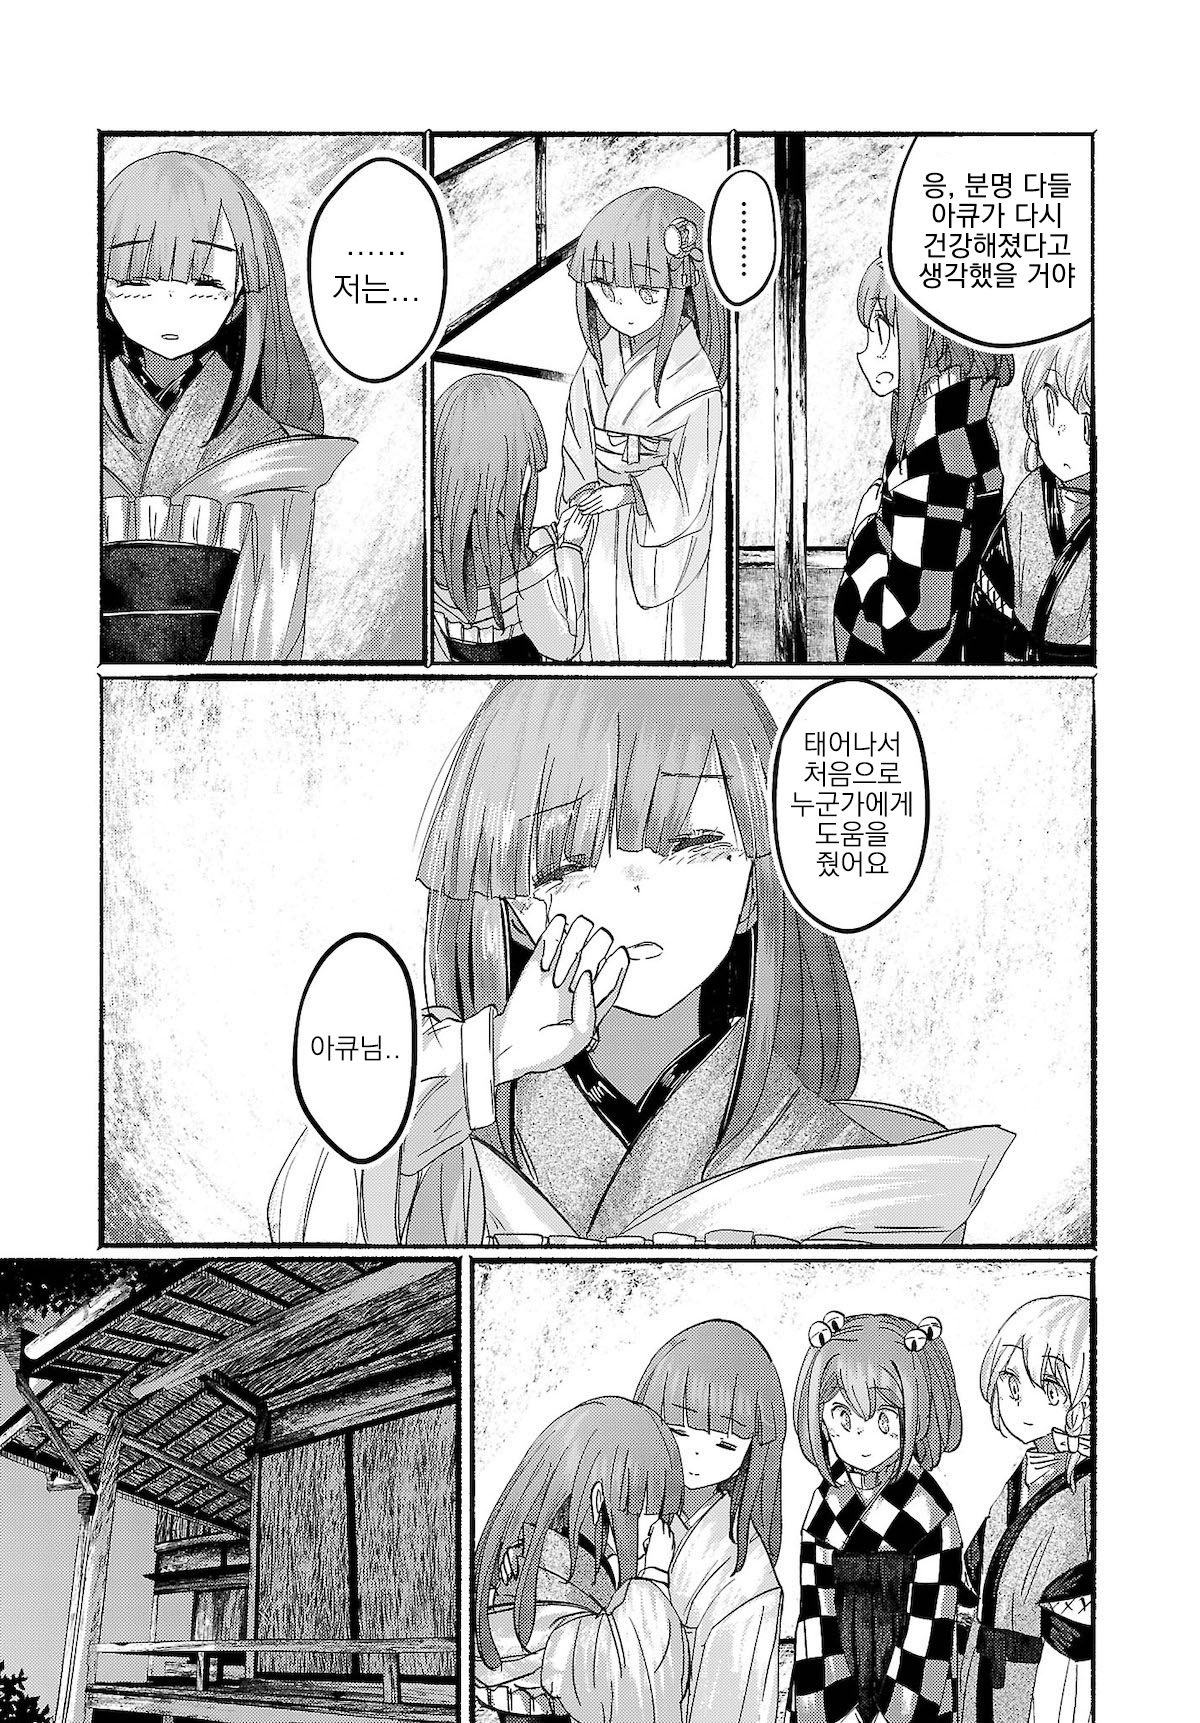 응, 분명 다들
아큐가 다시
건강해졌다고
생각했을 거야
………
……
저는…
태어나서
처음으로
누군가에게
도움을
줬어요
아큐님..